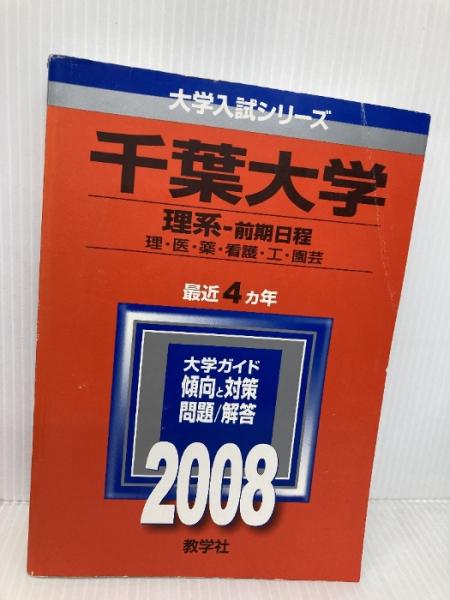 大学入試シリーズ
千葉大学
理系-前期日程
理・医・薬・看護・工・園芸
最近4ヵ年
大学ガイド
傾向と対策
問題/解答
2008
教学社